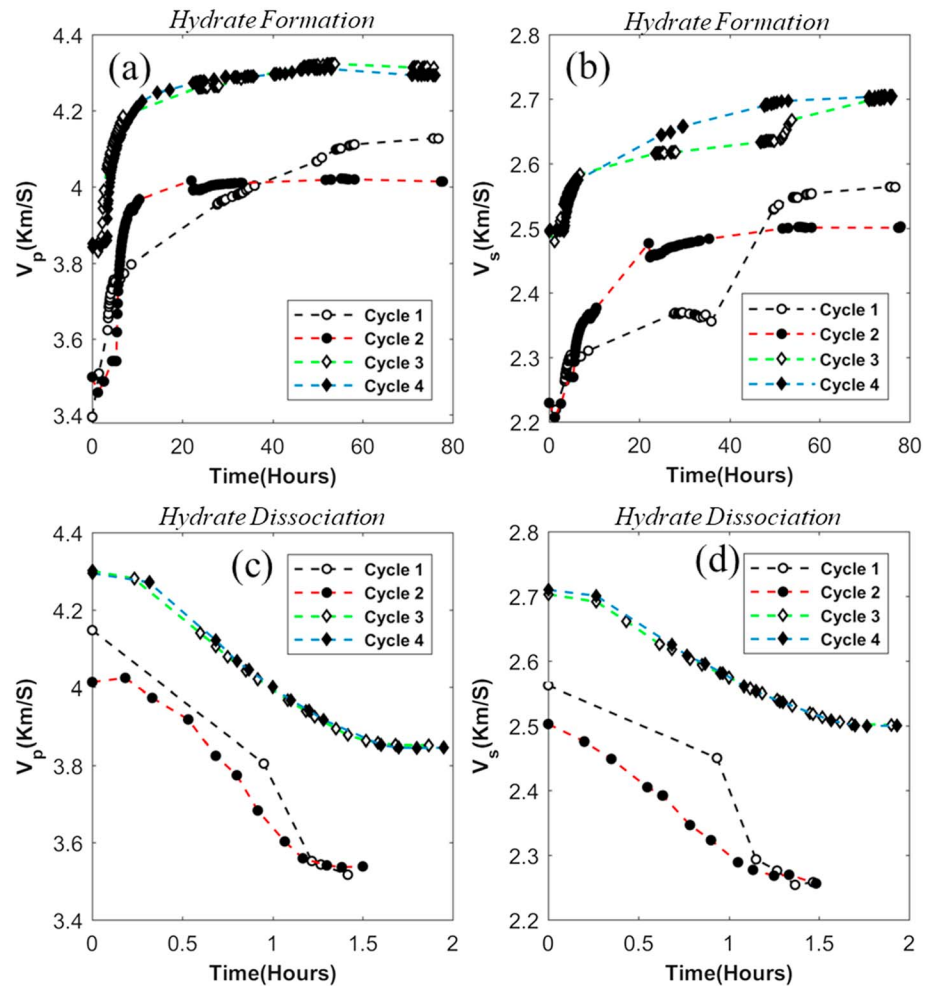 Hydrate Formation
(a)
4.4
4.2
4
3.8
3.6
3.4
Vp(Km/S)
0
20
40
60
80
Time(Hours)
Cycle 1
Cycle 2
Cycle 3
Cycle 4
Hydrate Formation
(b)
2.8
2.7
2.6
2.5
2.4
2.3
2.2
Vs(Km/S)
0
20
40
60
80
Time(Hours)
Cycle 1
Cycle 2
Cycle 3
Cycle 4
Hydrate Dissociation
(c)
4.4
4.2
4
3.8
3.6
3.4
Vp(Km/S)
0
0.5
1
1.5
2
Time(Hours)
Cycle 1
Cycle 2
Cycle 3
Cycle 4
Hydrate Dissociation
(d)
2.8
2.7
2.6
2.5
2.4
2.3
2.2
Vs(Km/S)
0
0.5
1
1.5
2
Time(Hours)
Cycle 1
Cycle 2
Cycle 3
Cycle 4